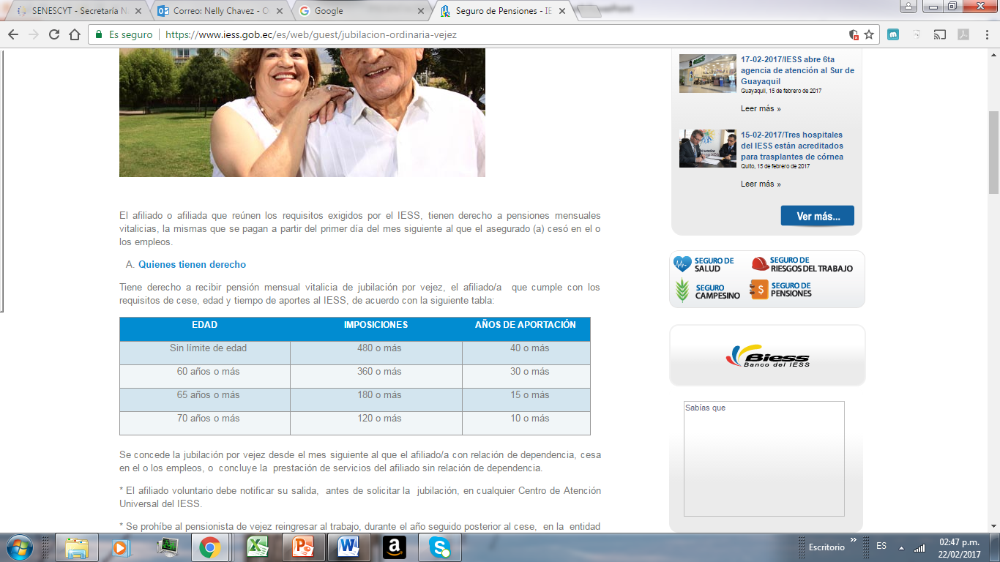 SENESCYT - Secretaría N
Correo: Nelly Chavez - O
Google
Seguro de Pensiones - IE
Es seguro
https://www.iess.gob.ec/es/web/guest/jubilacion-ordinaria-vejez
17-02-2017/IESS abre 6ta
agencia de atención al Sur de
Guayaquil
Guayaquil, 15 de febrero de 2017
Leer más »
15-02-2017/Tres hospitales
del IESS están acreditados
para trasplantes de córnea
Quito, 15 de febrero de 2017
Leer más »
Ver más...
El afiliado o afiliada que reúnen los requisitos exigidos por el IESS, tienen derecho a pensiones mensuales
vitalicias, la mismas que se pagan a partir del primer día del mes siguiente al que el asegurado (a) cesó en el o
los empleos.
A. Quienes tienen derecho
Tiene derecho a recibir pensión mensual vitalicia de jubilación por vejez, el afiliado/a que cumple con los
requisitos de cese, edad y tiempo de aportes al IESS, de acuerdo con la siguiente tabla:
EDAD IMPOSICIONES AÑOS DE APORTACIÓN
Sin límite de edad 480 o más 40 o más
60 años o más 360 o más 30 o más
65 años o más 180 o más 15 o más
70 años o más 120 o más 10 o más
Se concede la jubilación por vejez desde el mes siguiente al que el afiliado/a con relación de dependencia, cesa
en el o los empleos, o concluye la prestación de servicios del afiliado sin relación de dependencia.
* El afiliado voluntario debe notificar su salida, antes de solicitar la jubilación, en cualquier Centro de Atención
Universal del IESS.
* Se prohíbe al pensionista de vejez reingresar al trabajo, durante el año seguido posterior al cese, en la entidad
SEGURO DE
SALUD
SEGURO DE
RIESGOS DEL TRABAJO
SEGURO
CAMPESINO
SEGURO DE
PENSIONES
Biess
Banco del IESS
Sabías que
Escritorio
ES
02:47 p.m.
22/02/2017